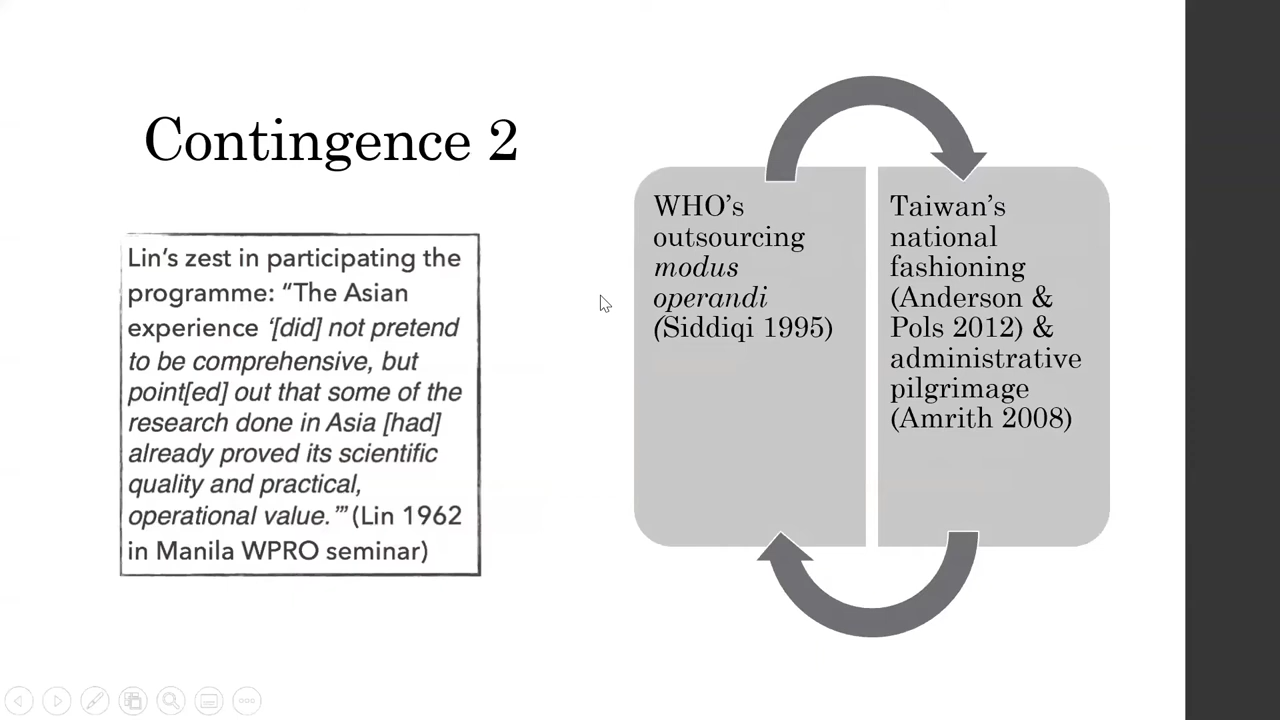 Contingence 2
Lin's zest in participating the
programme: “The Asian
experience ‘[did] not pretend
to be comprehensive, but
point[ed] out that some of the
research done in Asia [had]
already proved its scientific
quality and practical,
operational value.’” (Lin 1962
in Manila WPRO seminar)
WHO’s
outsourcing
modus
operandi
(Siddiqi 1995)
Taiwan’s
national
fashioning
(Anderson &
Pols 2012) &
administrative
pilgrimage
(Amrith 2008)